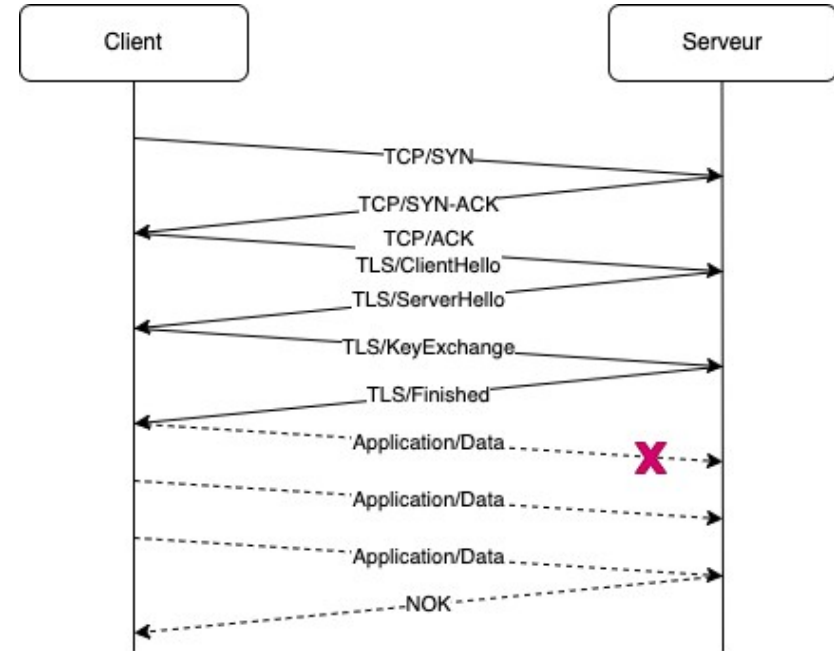 Client
Serveur
TCP/SYN
TCP/SYN-ACK
TCP/ACK
TLS/ClientHello
TLS/ServerHello
TLS/KeyExchange
TLS/Finished
Application/Data
X
Application/Data
Application/Data
NOK